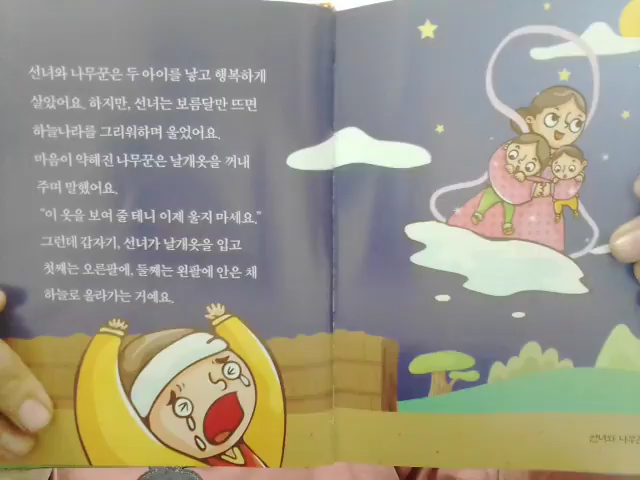 선녀와 나무꾼은 두 아이를 낳고 행복하게
살았어요. 하지만, 선녀는 보름달만 뜨면
하늘나라를 그리워하며 울었어요.
마음이 약해진 나무꾼은 날개옷을 꺼내
주며 말했어요.
"이 옷을 보여 줄 테니 이제 울지 마세요."
그런데 갑자기, 선녀가 날개옷을 입고
첫째는 오른팔에, 둘째는 왼팔에 안은 채
하늘로 올라가는 거예요.
선녀와